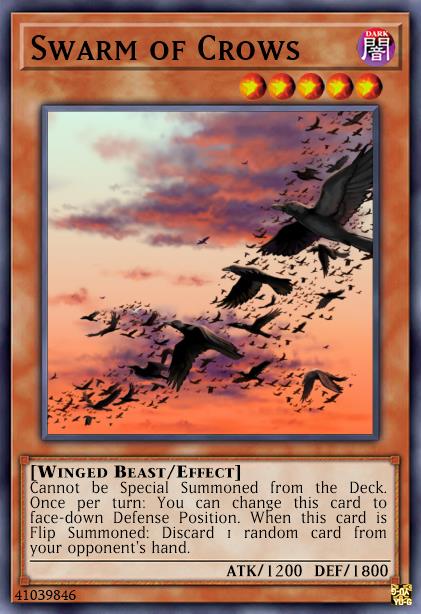 Swarm of Crows
DARK
闇
[Winged Beast/Effect]
Cannot be Special Summoned from the Deck.
Once per turn: You can change this card to
face-down Defense Position. When this card is
Flip Summoned: Discard 1 random card from
your opponent's hand.
ATK/1200 DEF/1800
41039846